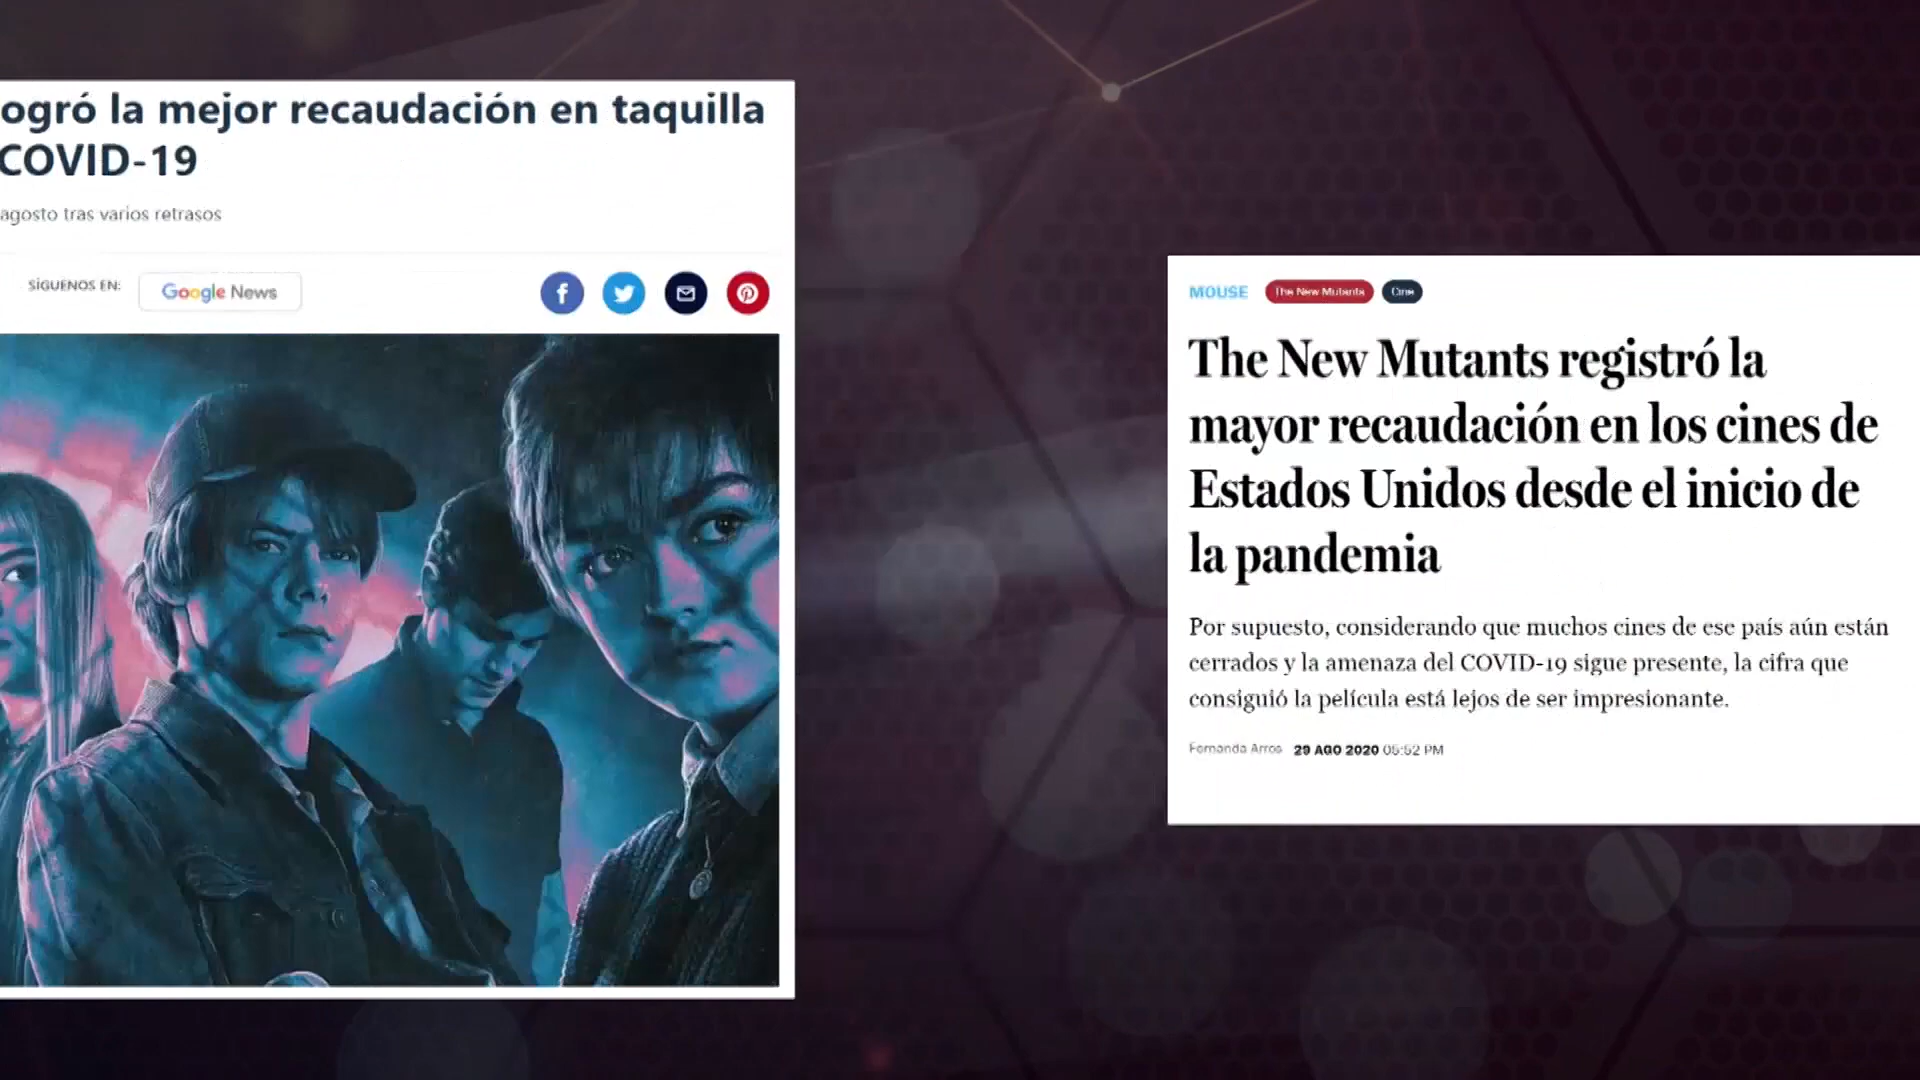 ogró la mejor recaudación en taquilla
COVID-19
agosto tras varios retrasos
SÍGUENOS EN:
Google News
MOUSE
The New Mutants
Cine
The New Mutants registró la
mayor recaudación en los cines de
Estados Unidos desde el inicio de
la pandemia
Por supuesto, considerando que muchos cines de ese país aún están
cerrados y la amenaza del COVID-19 sigue presente, la cifra que
consiguió la película está lejos de ser impresionante.
Fernanda Arros 29 AGO 2020 05:52 PM